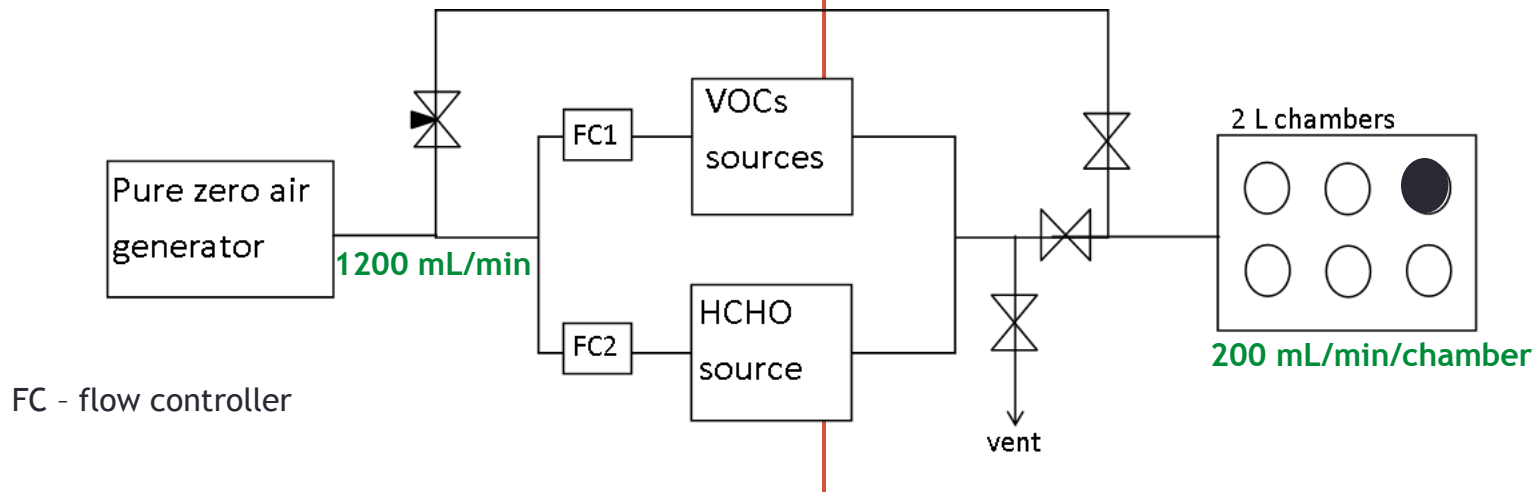 2 L chambers
VOCs
sources
FC1
Pure zero air
generator
1200 mL/min
HCHO
source
FC2
200 mL/min/chamber
FC – flow controller
vent